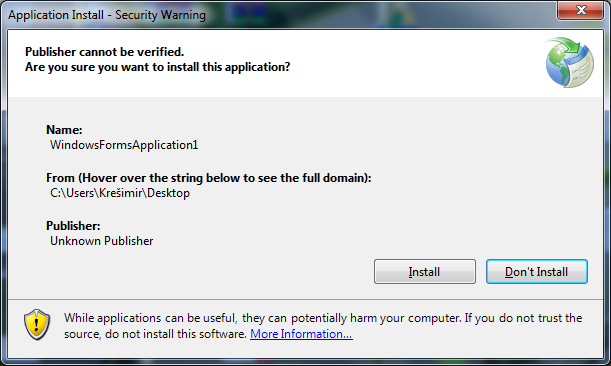 Application Install - Security Warning
Publisher cannot be verified.
Are you sure you want to install this application?
Name:
WindowsFormsApplication1
From (Hover over the string below to see the full domain):
C:\Users\Krešimir\Desktop
Publisher:
Unknown Publisher
Install
Don't Install
While applications can be useful, they can potentially harm your computer. If you do not trust the
source, do not install this software. More Information...